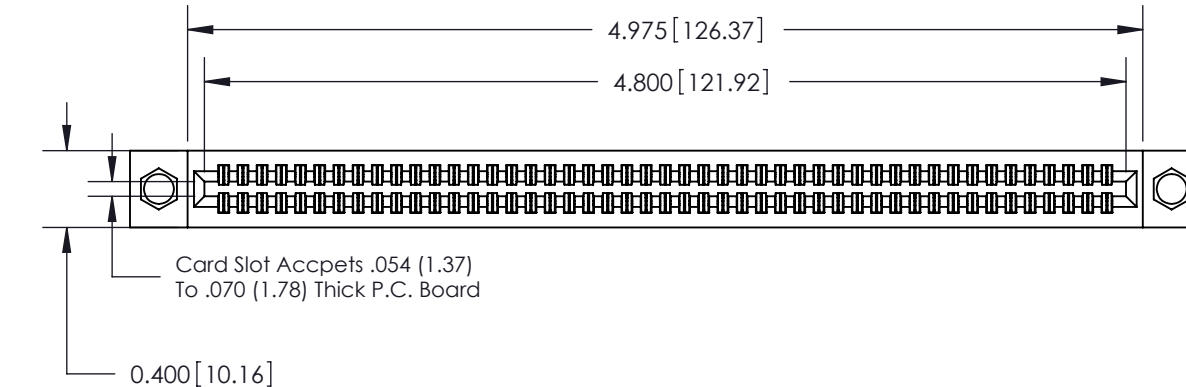 4.975[126.37]
4.800[121.92]
Card Slot Accpets .054 (1.37)
To .070 (1.78) Thick P.C. Board
0.400[10.16]